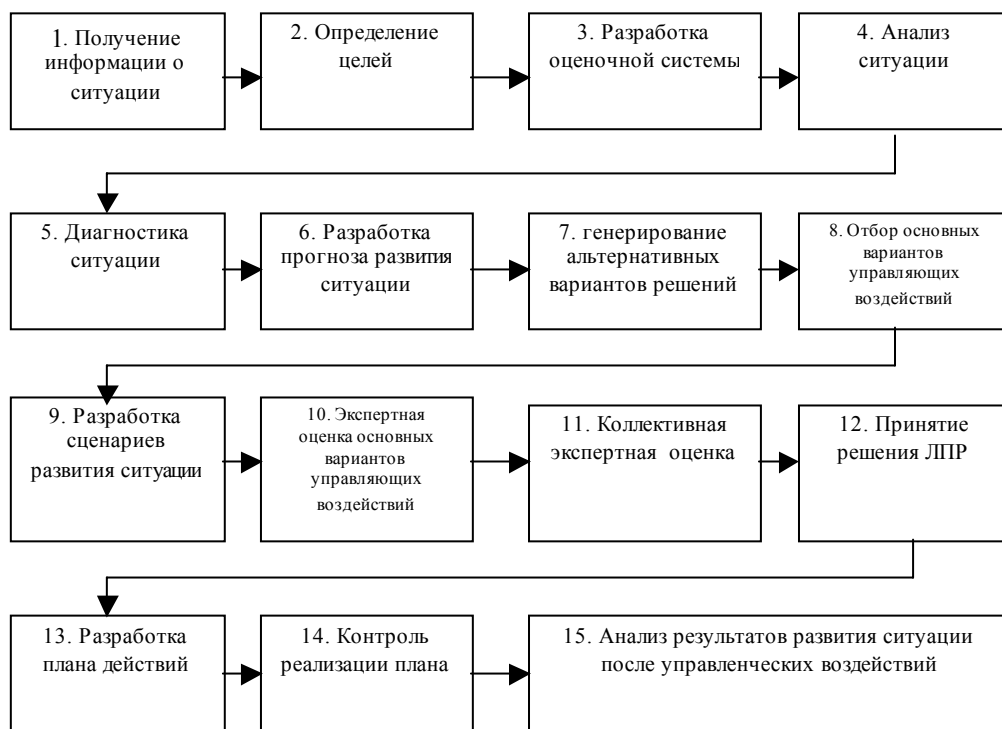 1. Получение
информации о
ситуации
2. Определение
целей
3. Разработка
оценочной системы
4. Анализ
ситуации
5. Диагностика
ситуации
6. Разработка
прогноза развития
ситуации
7. генерирование
альтернативных
вариантов решений
8. Отбор основных
вариантов
управляющих
воздействий
9. Разработка
сценариев
развития ситуации
10. Экспертная
оценка основных
вариантов
управляющих
воздействий
11. Коллективная
экспертная оценка
12. Принятие
решения ЛПР
13. Разработка
плана действий
14. Контроль
реализации плана
15. Анализ результатов развития ситуации
после управленческих воздействий